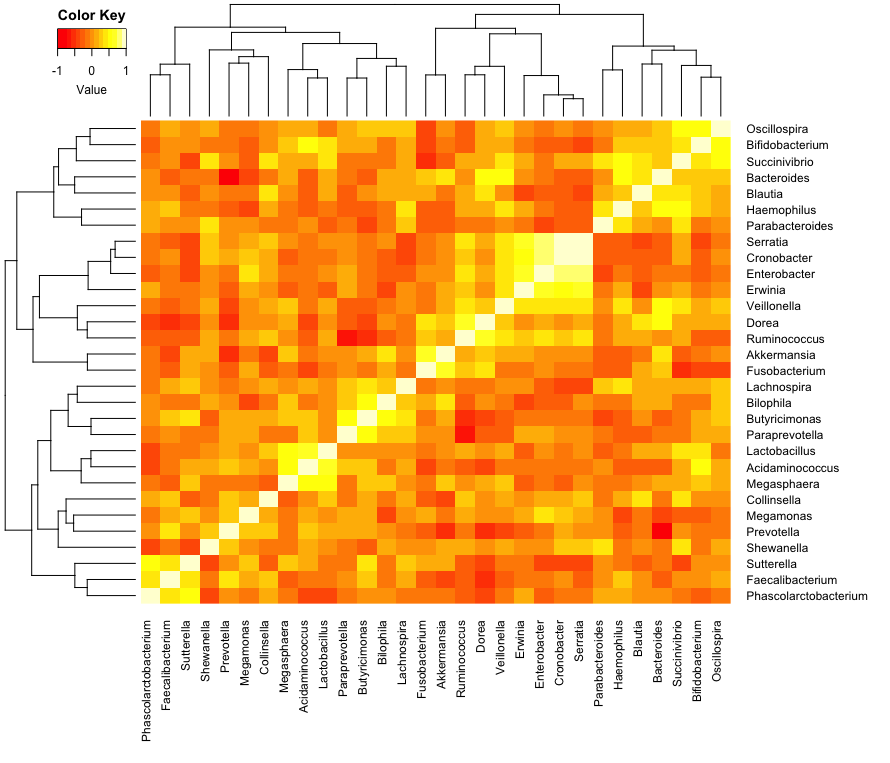 Color Key
-1 0 1
Value
Oscillospira
Bifidobacterium
Succinivibrio
Bacteroides
Blautia
Haemophilus
Parabacteroides
Serratia
Cronobacter
Enterobacter
Erwinia
Veillonella
Dorea
Ruminococcus
Akkermansia
Fusobacterium
Lachnospira
Bilophila
Butyricimonas
Paraprevotella
Lactobacillus
Acidaminococcus
Megasphaera
Collinsella
Megamonas
Prevotella
Shewanella
Sutterella
Faecalibacterium
Phascolarctobacterium
Phascolarctobacterium
Faecalibacterium
Sutterella
Shewanella
Prevotella
Megamonas
Collinsella
Megasphaera
Acidaminococcus
Lactobacillus
Paraprevotella
Butyricimonas
Bilophila
Lachnospira
Fusobacterium
Akkermansia
Ruminococcus
Dorea
Veillonella
Erwinia
Enterobacter
Cronobacter
Serratia
Parabacteroides
Haemophilus
Blautia
Bacteroides
Succinivibrio
Bifidobacterium
Oscillospira